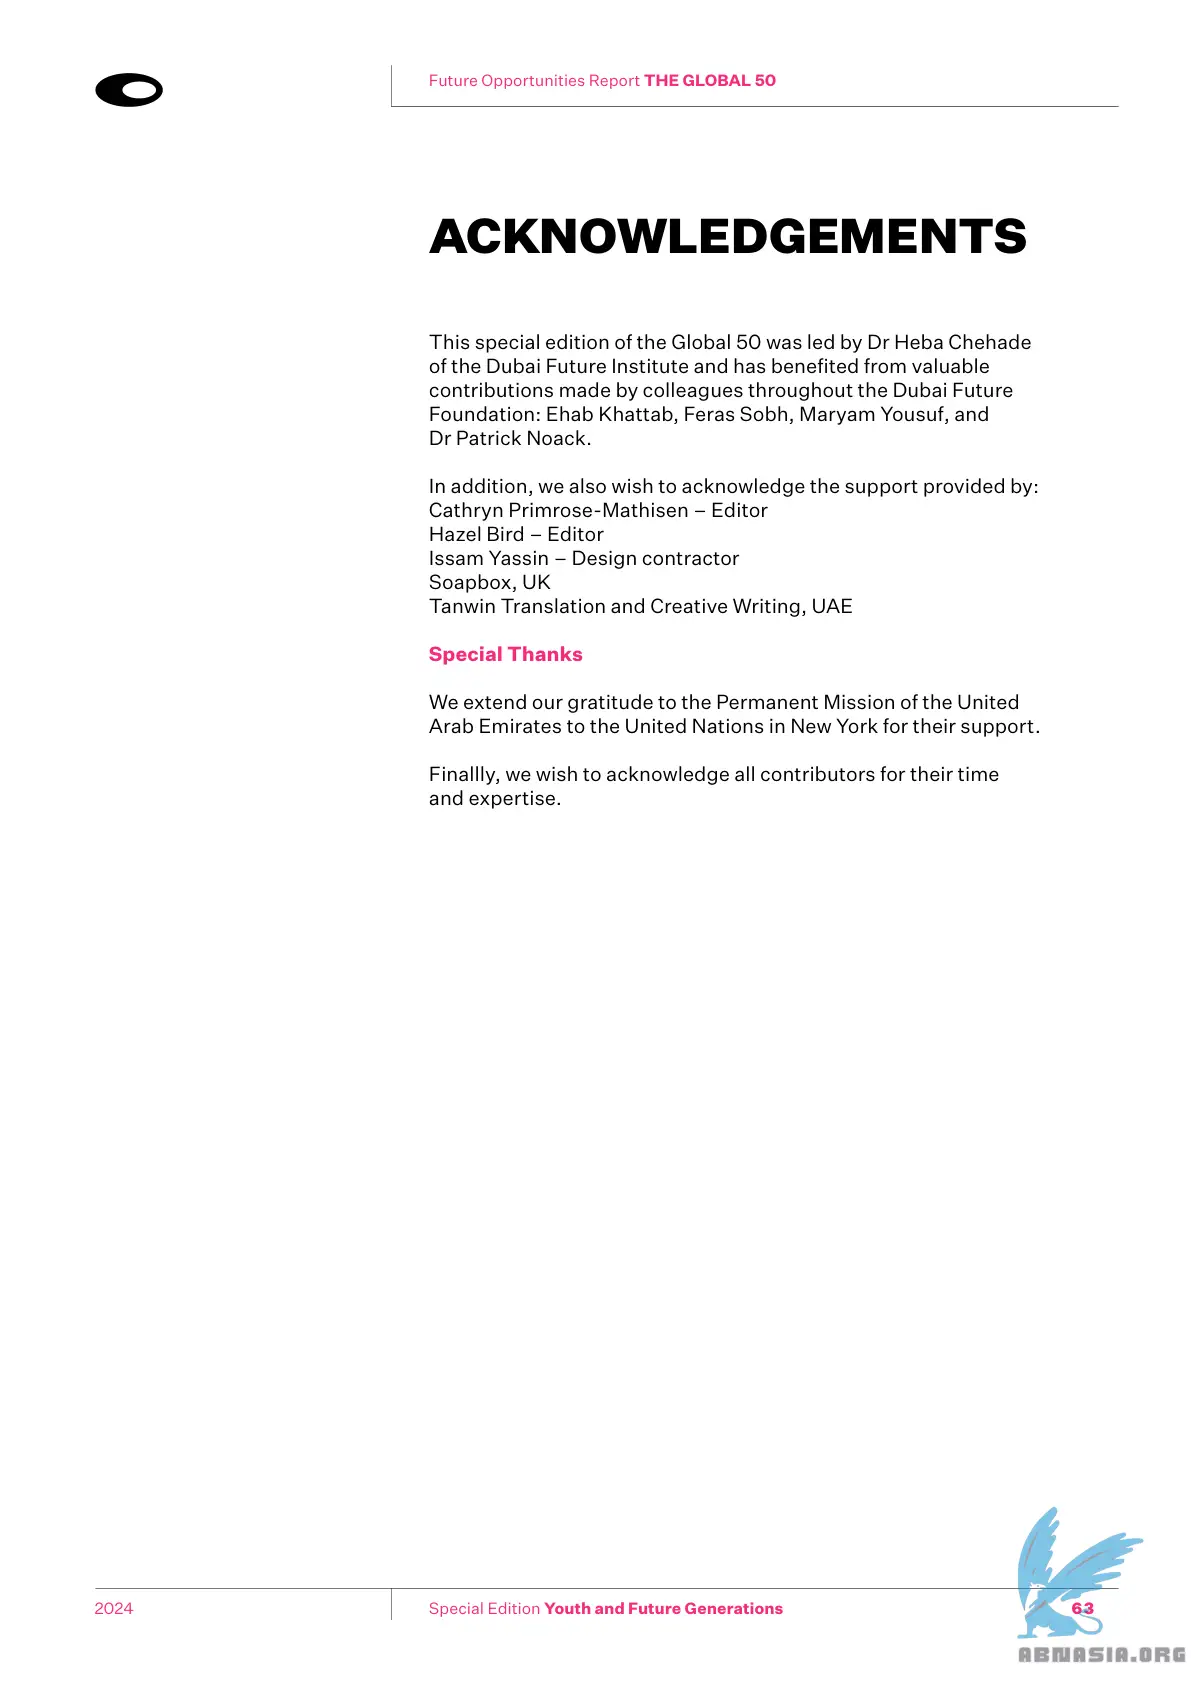 Future Opportunities Report THE GLOBAL 50
ACKNOWLEDGEMENTS
This special edition of the Global 50 was led by Dr Heba Chehade
of the Dubai Future Institute and has benefited from valuable
contributions made by colleagues throughout the Dubai Future
Foundation: Ehab Khattab, Feras Sobh, Maryam Yousuf, and
Dr Patrick Noack.
In addition, we also wish to acknowledge the support provided by:
Cathryn Primrose-Mathisen – Editor
Hazel Bird – Editor
Issam Yassin – Design contractor
Soapbox, UK
Tanwin Translation and Creative Writing, UAE
Special Thanks
We extend our gratitude to the Permanent Mission of the United
Arab Emirates to the United Nations in New York for their support.
Finallly, we wish to acknowledge all contributors for their time
and expertise.
2024
Special Edition Youth and Future Generations
63
ABNASIA.ORG